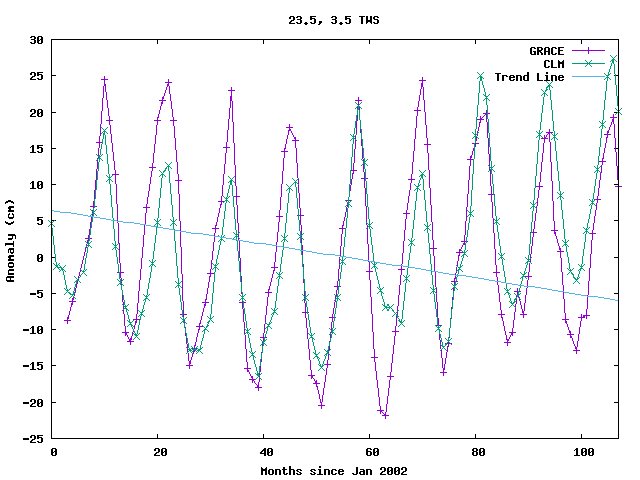 23.5, 3.5 TWS
GRACE
CLM
Trend Line
30
25
20
15
10
5
0
-5
-10
-15
-20
-25
Anomaly (cm)
0 20 40 60 80 100
Months since Jan 2002